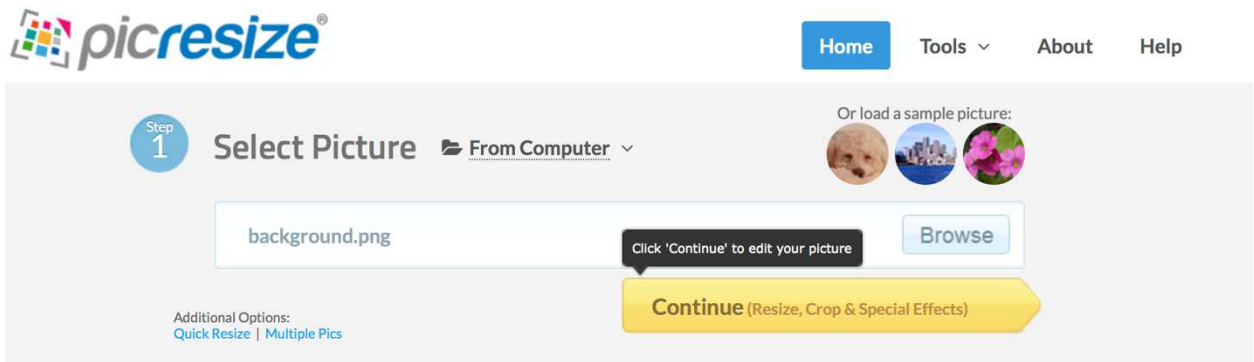 picresize®
Home Tools About Help
Or load a sample picture:
Step
1
Select Picture From Computer
background.png
Browse
Click 'Continue' to edit your picture
Continue (Resize, Crop & Special Effects)
Additional Options:
Quick Resize | Multiple Pics